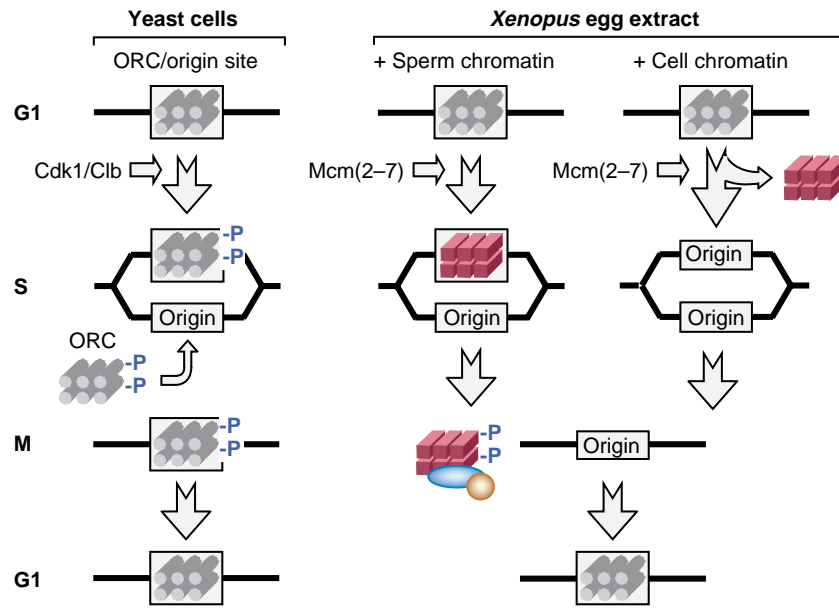 Yeast cells
Xenopus egg extract
ORC/origin site
+ Sperm chromatin
+ Cell chromatin
G1
Cdk1/Clb
Mcm(2–7)
Mcm(2–7)
-P
-P
Origin
S
Origin
Origin
Origin
ORC
-P
-P
M
-P
-P
-P
-P
Origin
G1